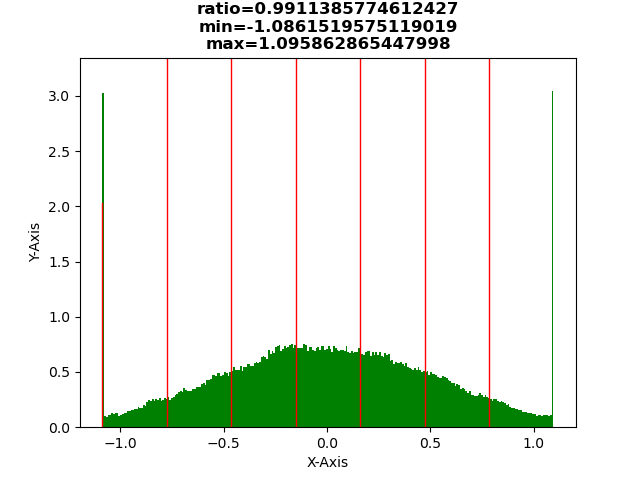 ratio=0.9911385774612427
min=-1.0861519575119019
max=1.095862865447998
3.0
2.5
2.0
1.5
1.0
0.5
0.0
Y-Axis
−1.0 −0.5 0.0 0.5 1.0
X-Axis